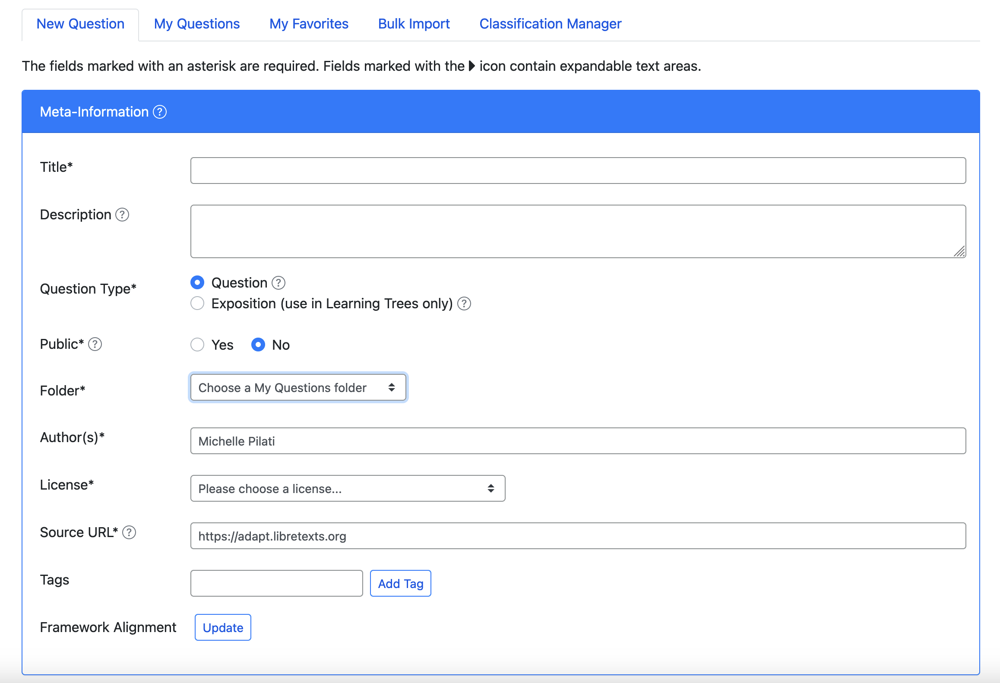 New Question My Questions My Favorites Bulk Import Classification Manager
The fields marked with an asterisk are required. Fields marked with the icon contain expandable text areas.
Meta-Information ?
Title*
Description ?
Question Type* Question ?
Exposition (use in Learning Trees only) ?
Public* ? Yes No
Folder* Choose a My Questions folder
Author(s)* Michelle Pilati
License* Please choose a license...
Source URL* ? https://adapt.libretexts.org
Tags Add Tag
Framework Alignment Update